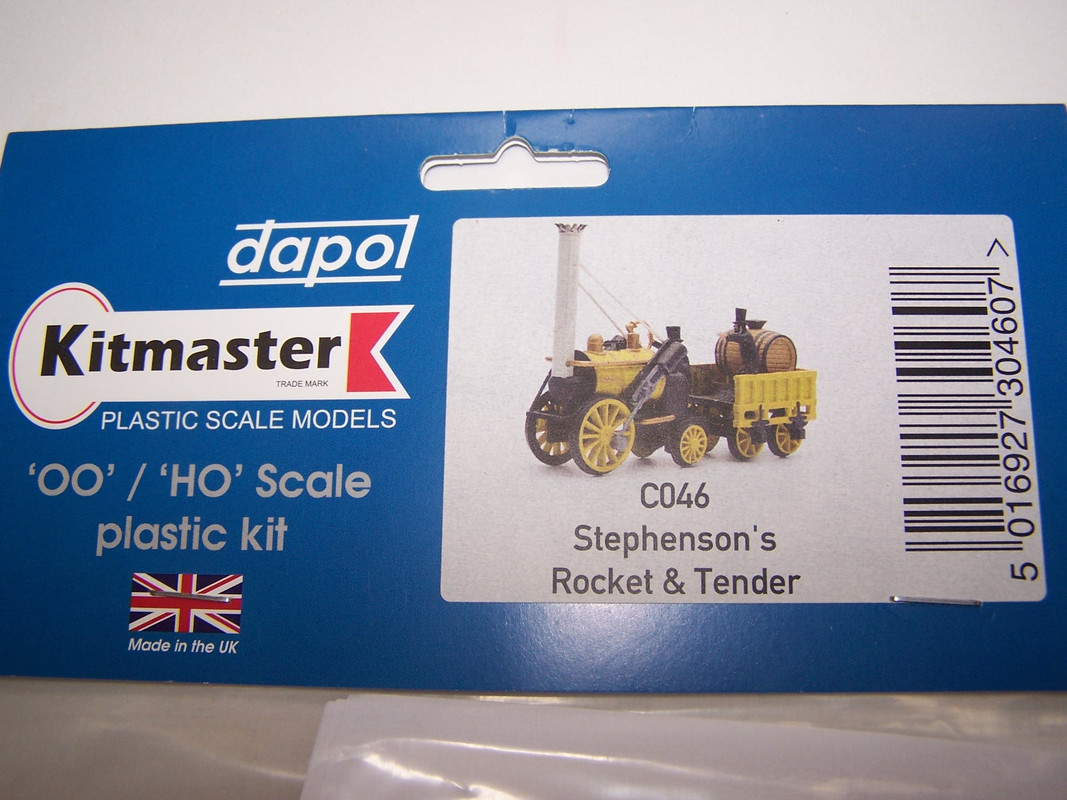 dapol
Kitmaster
TRADE MARK
PLASTIC SCALE MODELS
‘OO’ / ‘HO’ Scale
plastic kit
Made in the UK
C046
Stephenson's
Rocket & Tender
5 016927 304607 >